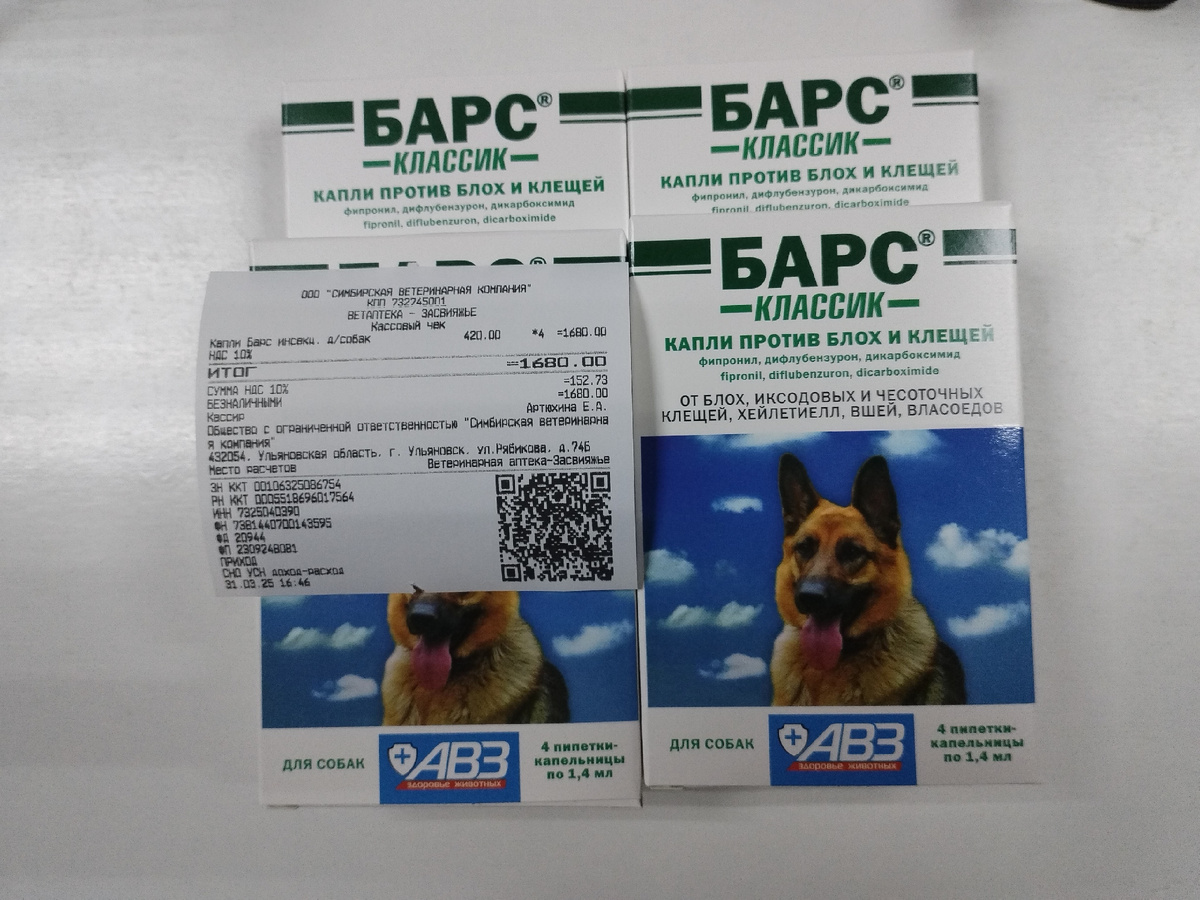 БАРС®
КЛАССИК
КАПЛИ ПРОТИВ БЛОХ И КЛЕЩЕЙ
фипронил, дифлубензурон, дикарбоксимид
fipronil, diflubenzuron, dicarboximide
БАРС®
КЛАССИК
КАПЛИ ПРОТИВ БЛОХ И КЛЕЩЕЙ
фипронил, дифлубензурон, дикарбоксимид
fipronil, diflubenzuron, dicarboximide
ООО "СИМБИРСКАЯ ВЕТЕРИНАРНАЯ КОМПАНИЯ"
КПП 732745001
ВЕТАПТЕКА - ЗАСВИЯЖЬЕ
Кассовый чек
Капли Барс инсекц. д/собак 420.00 *4 =1680.00
НДС 10%
ИТОГ =1680.00
СУММА НДС 10% =152.73
БЕЗНАЛИЧНЫМИ =1680.00
Кассир Артюхина Е.А.
Общество с ограниченной ответственностью "Симбирская ветеринарна
я компания"
432054, Ульяновская область, г. Ульяновск, ул.Рябикова, д.74Б
Место расчетов Ветеринарная аптека-Засвияжье
ЗН ККТ 00106325086754
РН ККТ 0005518696017564
ИНН 7325040390
ФН 7381440700143595
ФД 20944
ФП 2309248081
ПРИХОД
СНО УСН доход-расход
31.03.25 16:46
ДЛЯ СОБАК
АВЗ
здоровье животных
4 пипетки-
капельницы
по 1,4 мл
БАРС®
КЛАССИК
КАПЛИ ПРОТИВ БЛОХ И КЛЕЩЕЙ
фипронил, дифлубензурон, дикарбоксимид
fipronil, diflubenzuron, dicarboximide
ОТ БЛОХ, ИКСОДОВЫХ И ЧЕСОТОЧНЫХ
КЛЕЩЕЙ, ХЕЙЛЕТИЕЛЛ, ВШЕЙ, ВЛАСОЕДОВ
ДЛЯ СОБАК
АВЗ
здоровье животных
4 пипетки-
капельницы
по 1,4 мл